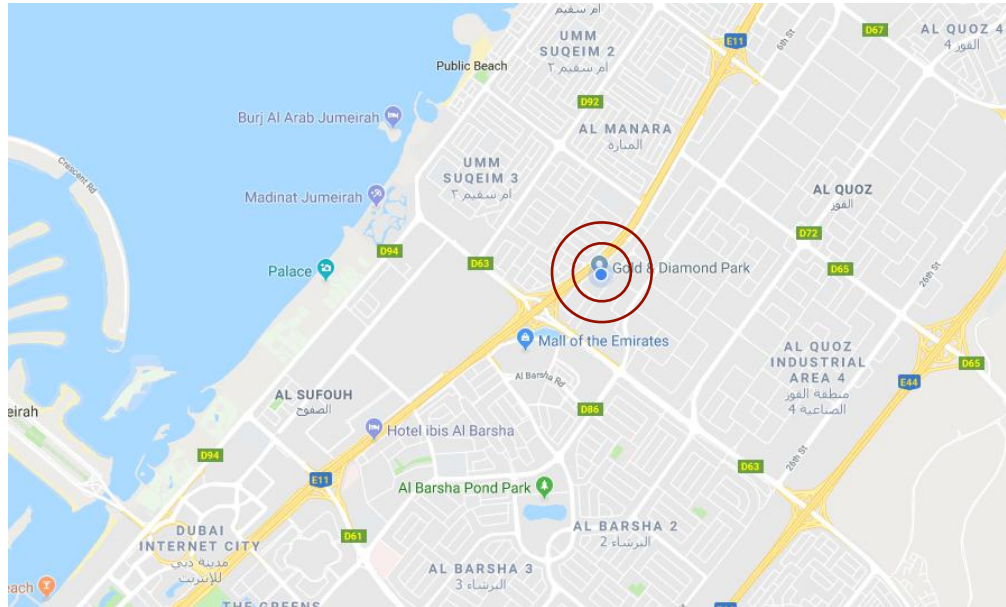 ام سقيم
UMM
SUQEIM 2
ام سقيم ٢
Public Beach
E11
6th St
D67
AL QUOZ 4
القوز 4
D92
Burj Al Arab Jumeirah
AL MANARA
المنارة
UMM
SUQEIM 3
ام سقيم ٣
Crescent Rd
Madinat Jumeirah
AL QUOZ
القوز
D94
D63
D72
Palace
Gold & Diamond Park
D65
26th St
Mall of the Emirates
AL QUOZ
INDUSTRIAL
AREA 4
منطقة القوز
الصناعية 4
D65
Al Barsha Rd
E44
AL SUFOUH
الصفوح
D86
eirah
Hotel ibis Al Barsha
D94
D63
26th St
E11
Al Barsha Pond Park
DUBAI
INTERNET CITY
مدينة دبي
للإنترنت
D61
AL BARSHA 2
البرشاء 2
AL BARSHA 3
البرشاء 3
each
THE GREENS
E44